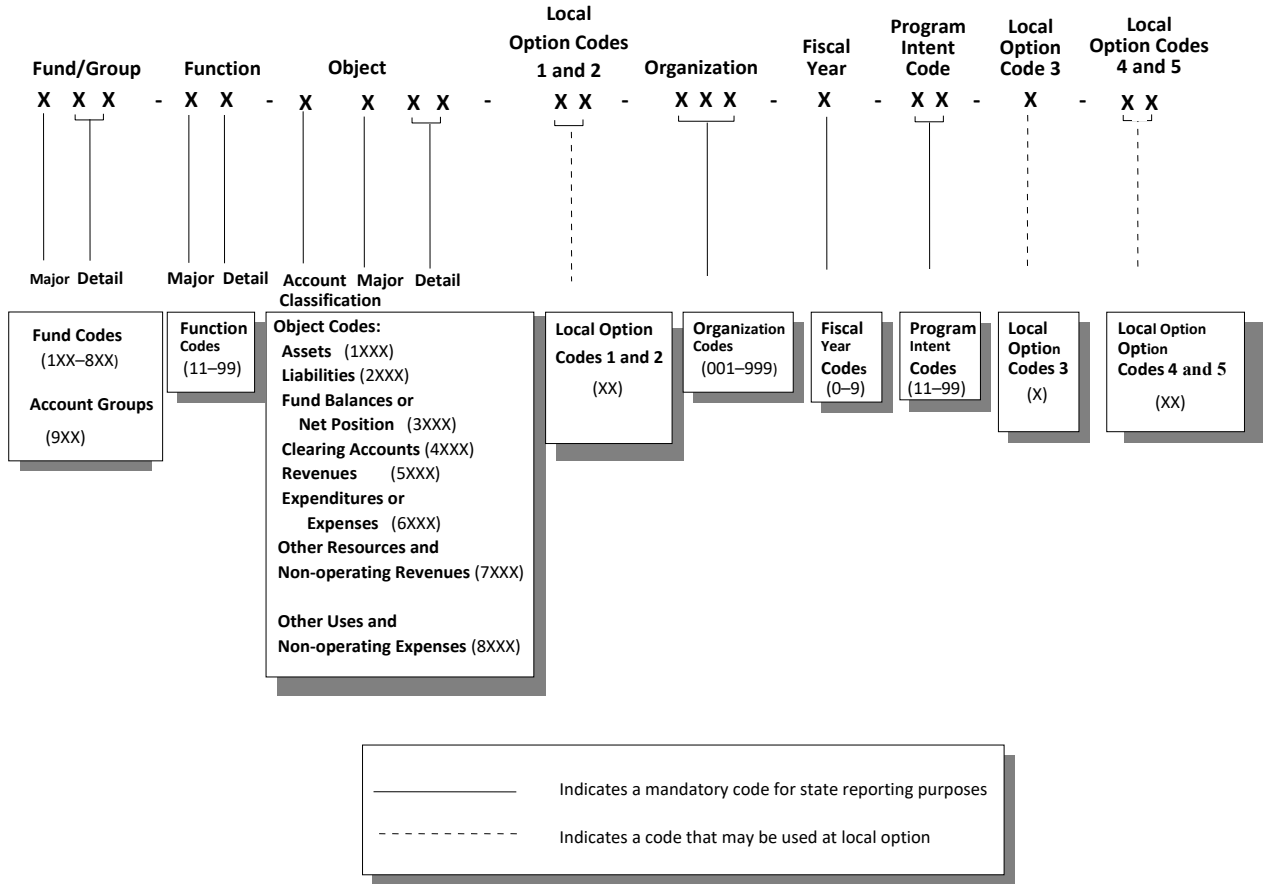 Fund/Group
Function
Object
Local
Option Codes
1 and 2
Organization
Fiscal
Year
Program
Intent
Code
Local
Option
Code 3
Local
Option Codes
4 and 5
X X X - X X - X X X X - X X - X X X - X - X X - X - X X
Major Detail
Major Detail
Account Major Detail
Classification
Fund Codes
(1XX–8XX)
Account Groups
(9XX)
Function
Codes
(11–99)
Object Codes:
Assets (1XXX)
Liabilities (2XXX)
Fund Balances or
Net Position (3XXX)
Clearing Accounts (4XXX)
Revenues (5XXX)
Expenditures or
Expenses (6XXX)
Other Resources and
Non-operating Revenues (7XXX)
Other Uses and
Non-operating Expenses (8XXX)
Local Option
Codes 1 and 2
(XX)
Organization
Codes
(001–999)
Fiscal
Year
Codes
(0–9)
Program
Intent
Codes
(11–99)
Local
Option
Codes 3
(X)
Local Option
Option
Codes 4 and 5
(XX)
Indicates a mandatory code for state reporting purposes
Indicates a code that may be used at local option